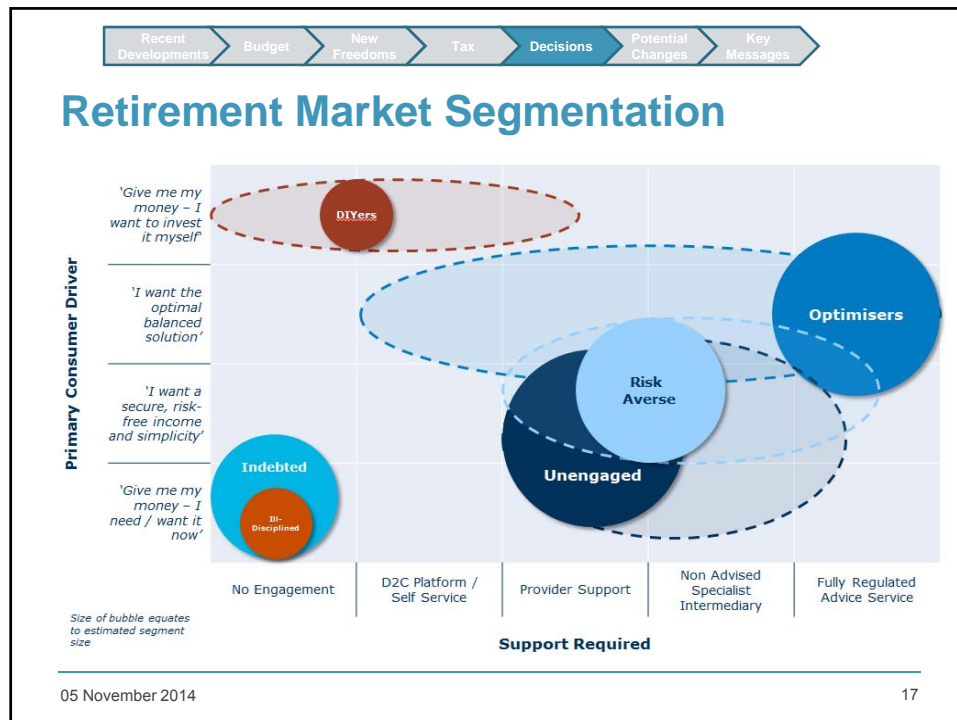 Recent
Developments
Budget
New
Freedoms
Tax
Decisions
Potential
Changes
Key
Messages
Retirement Market Segmentation
Primary Consumer Driver
‘Give me my
money – I
want to invest
it myself’
‘I want the
optimal
balanced
solution’
‘I want a
secure, risk-
free income
and simplicity’
‘Give me my
money – I
need / want it
now’
DIYers
Optimisers
Risk
Averse
Unengaged
Indebted
Ill-
Disciplined
No Engagement
D2C Platform /
Self Service
Provider Support
Non Advised
Specialist
Intermediary
Fully Regulated
Advice Service
Size of bubble equates
to estimated segment
size
Support Required
05 November 2014
17